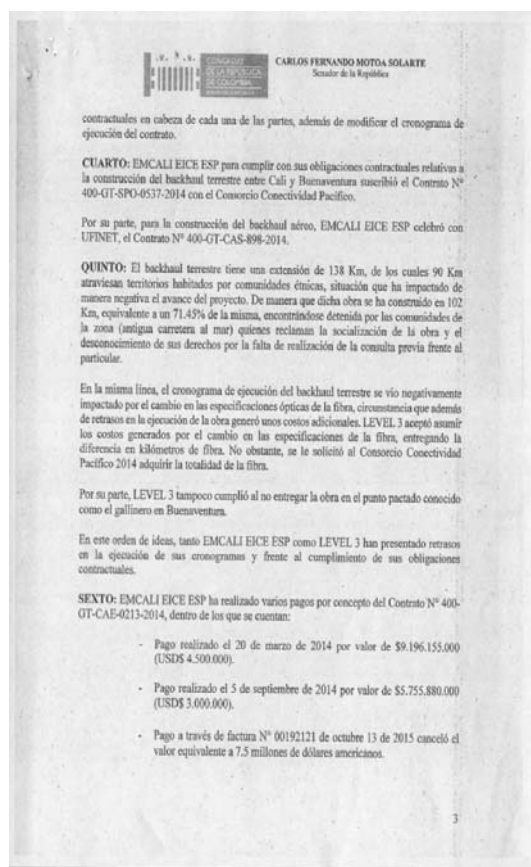 CONGRESO
DE LA REPÚBLICA
DE COLOMBIA
CARLOS FERNANDO MOTOA SOLARTE
Senador de la República
contractuales en cabeza de cada una de las partes, además de modificar el cronograma de
ejecución del contrato.
CUARTO: EMCALI EICE ESP para cumplir con sus obligaciones contractuales relativas a
la construcción del backhaul terrestre entre Cali y Buenaventura suscribió el Contrato N°
400-GT-SPO-0537-2014 con el Consorcio Conectividad Pacífico.
Por su parte, para la construcción del backhaul aéreo, EMCALI EICE ESP celebró con
UFINET, el Contrato N° 400-GT-CAS-898-2014.
QUINTO: El backhaul terrestre tiene una extensión de 138 Km, de los cuales 90 Km
atraviesan territorios habitados por comunidades étnicas, situación que ha impactado de
manera negativa el avance del proyecto. De manera que dicha obra se ha construido en 102
Km, equivalente a un 71.45% de la misma, encontrándose detenida por las comunidades de
la zona (antigua carretera al mar) quienes reclaman la socialización de la obra y el
desconocimiento de sus derechos por la falta de realización de la consulta previa frente al
particular.
En la misma línea, el cronograma de ejecución del backhaul terrestre se vio negativamente
impactado por el cambio en las especificaciones ópticas de la fibra, circunstancia que además
de retrasos en la ejecución de la obra generó unos costos adicionales. LEVEL 3 aceptó asumir
los costos generados por el cambio en las especificaciones de la fibra, entregando la
diferencia en kilómetros de fibra. No obstante, se le solicitó al Consorcio Conectividad
Pacífico 2014 adquirir la totalidad de la fibra.
Por su parte, LEVEL 3 tampoco cumplió al no entregar la obra en el punto pactado conocido
como el gallinero en Buenaventura.
En este orden de ideas, tanto EMCALI EICE ESP como LEVEL 3 han presentado retrasos
en la ejecución de sus cronogramas y frente al cumplimiento de sus obligaciones
contractuales.
SEXTO: EMCALI EICE ESP ha realizado varios pagos por concepto del Contrato N° 400-
GT-CAE-0213-2014, dentro de los que se cuentan:
- Pago realizado el 20 de marzo de 2014 por valor de $9.196.155.000
(USD$ 4.500.000).
- Pago realizado el 5 de septiembre de 2014 por valor de $5.755.880.000
(USD$ 3.000.000).
- Pago a través de factura N° 00192121 de octubre 13 de 2015 canceló el
valor equivalente a 7.5 millones de dólares americanos.
3